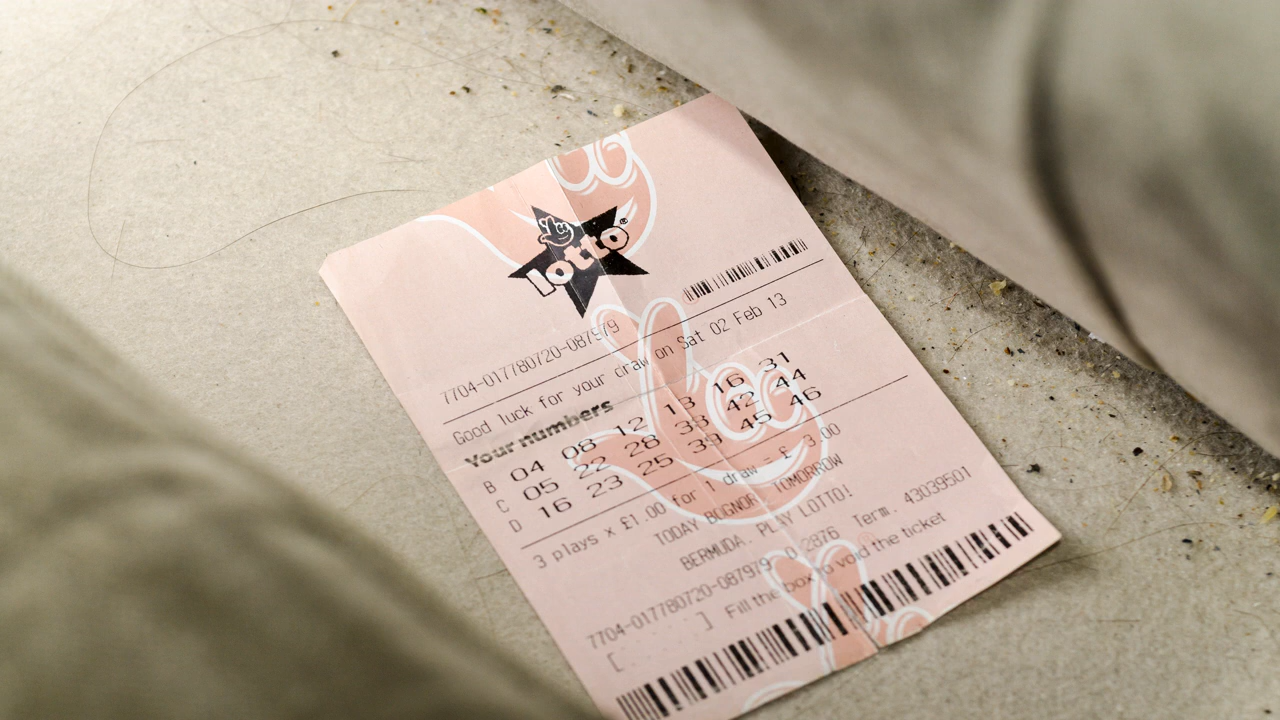 lotto®
7704-017780720-087979
Good luck for your draw on Sat 02 Feb 13
Your numbers
B 04 08 12 13 16 31
C 05 22 28 33 42 44
D 16 23 25 39 45 46
3 plays x £1.00 for 1 draw = £ 3.00
TODAY BOGNOR, TOMORROW
BERMUDA. PLAY LOTTO!
7704-017780720-087979 0 2876 Term. 43039501
[ ] Fill the box to void the ticket